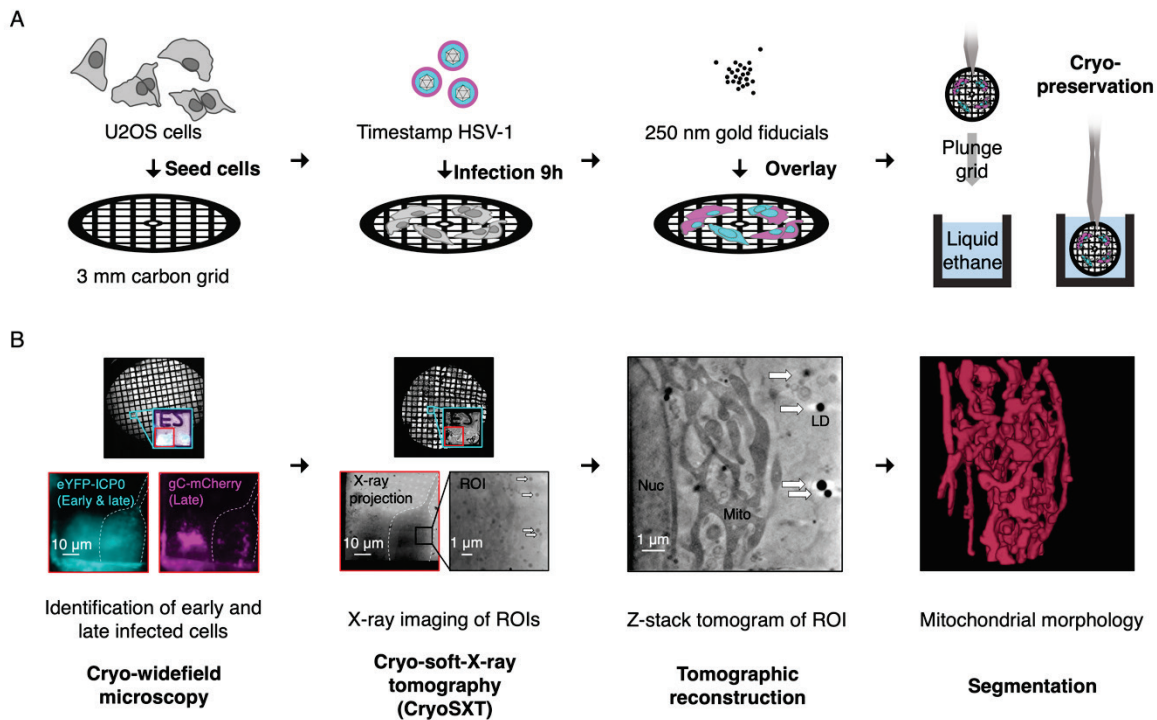 A
U2OS cells
Seed cells
3 mm carbon grid
Timestamp HSV-1
Infection 9h
250 nm gold fiducials
Overlay
Cryo-
preservation
Plunge
grid
Liquid
ethane
B
eYFP-ICP0
(Early & late)
10 µm
gC-mCherry
(Late)
10 µm
Identification of early and
late infected cells
Cryo-widefield
microscopy
X-ray
projection
10 µm
ROI
1 µm
X-ray imaging of ROIs
Cryo-soft-X-ray
tomography
(CryoSXT)
LD
Nuc
Mito
1 µm
Z-stack tomogram of ROI
Tomographic
reconstruction
Mitochondrial morphology
Segmentation